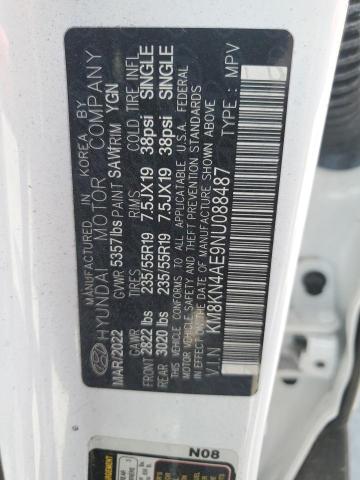 MANUFACTURED IN KOREA BY
HYUNDAI MOTOR COMPANY
MAR/2022 GVWR 5357 lbs PAINT SAW TRIM YGN
GAWR TIRES RIMS COLD TIRE INFL
FRONT 2822 lbs 235/55R19 7.5JX19 38psi SINGLE
REAR 3020 lbs 235/55R19 7.5JX19 38psi SINGLE
THIS VEHICLE CONFORMS TO ALL APPLICABLE U.S.A. FEDERAL
MOTOR VEHICLE SAFETY AND THEFT PREVENTION STANDARDS
IN EFFECT ON THE DATE OF MANUFACTURE SHOWN ABOVE
VIN : KM8KN4AE9NU088487 TYPE : MPV
N08